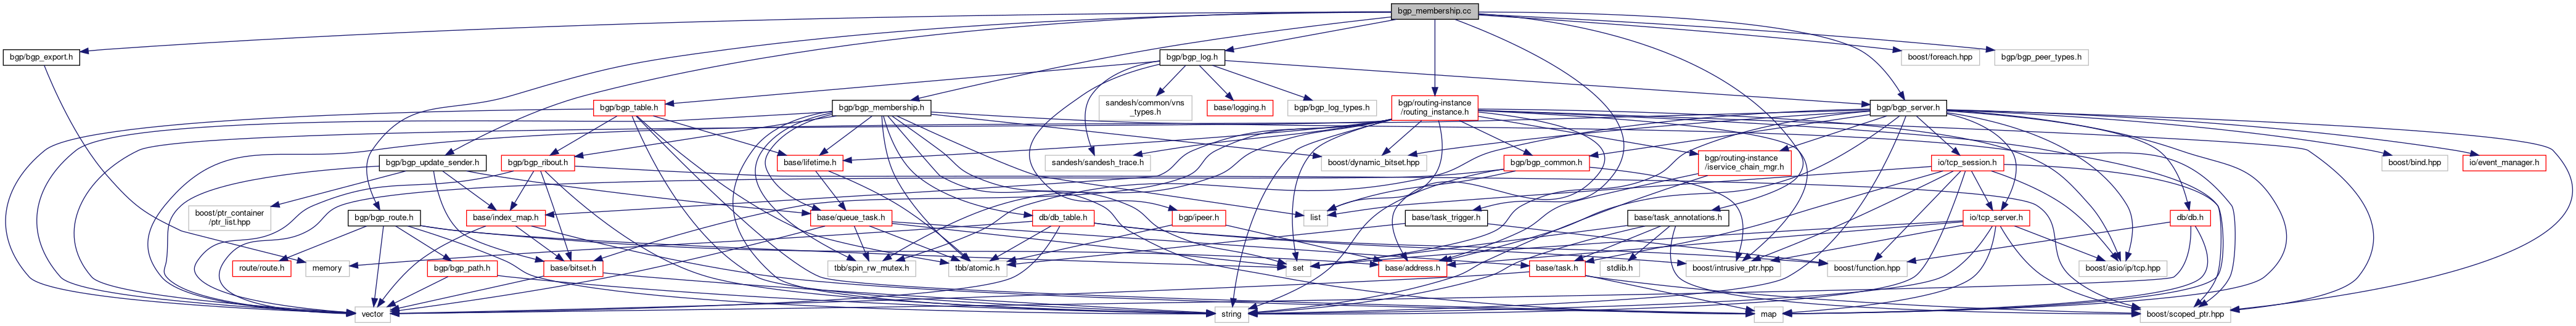 bgp_membership.cc
bgp/bgp_export.h
bgp/bgp_log.h
boost/foreach.hpp
bgp/bgp_peer_types.h
bgp/bgp_table.h
bgp/bgp_membership.h
sandesh/common/vns
_types.h
base/logging.h
bgp/bgp_log_types.h
bgp/routing-instance
/routing_instance.h
bgp/bgp_server.h
bgp/bgp_update_sender.h
bgp/bgp_ribout.h
base/lifetime.h
sandesh/sandesh_trace.h
boost/dynamic_bitset.hpp
bgp/bgp_common.h
bgp/routing-instance
/iservice_chain_mgr.h
io/tcp_session.h
boost/bind.hpp
io/event_manager.h
boost/ptr_container
/ptr_list.hpp
bgp/bgp_route.h
base/index_map.h
base/queue_task.h
db/db_table.h
bgp/ipeer.h
list
base/task_trigger.h
base/task_annotations.h
io/tcp_server.h
db/db.h
route/route.h
memory
bgp/bgp_path.h
base/bitset.h
tbb/spin_rw_mutex.h
tbb/atomic.h
set
base/address.h
base/task.h
stdlib.h
boost/intrusive_ptr.hpp
boost/function.hpp
boost/asio/ip/tcp.hpp
vector
string
map
boost/scoped_ptr.hpp